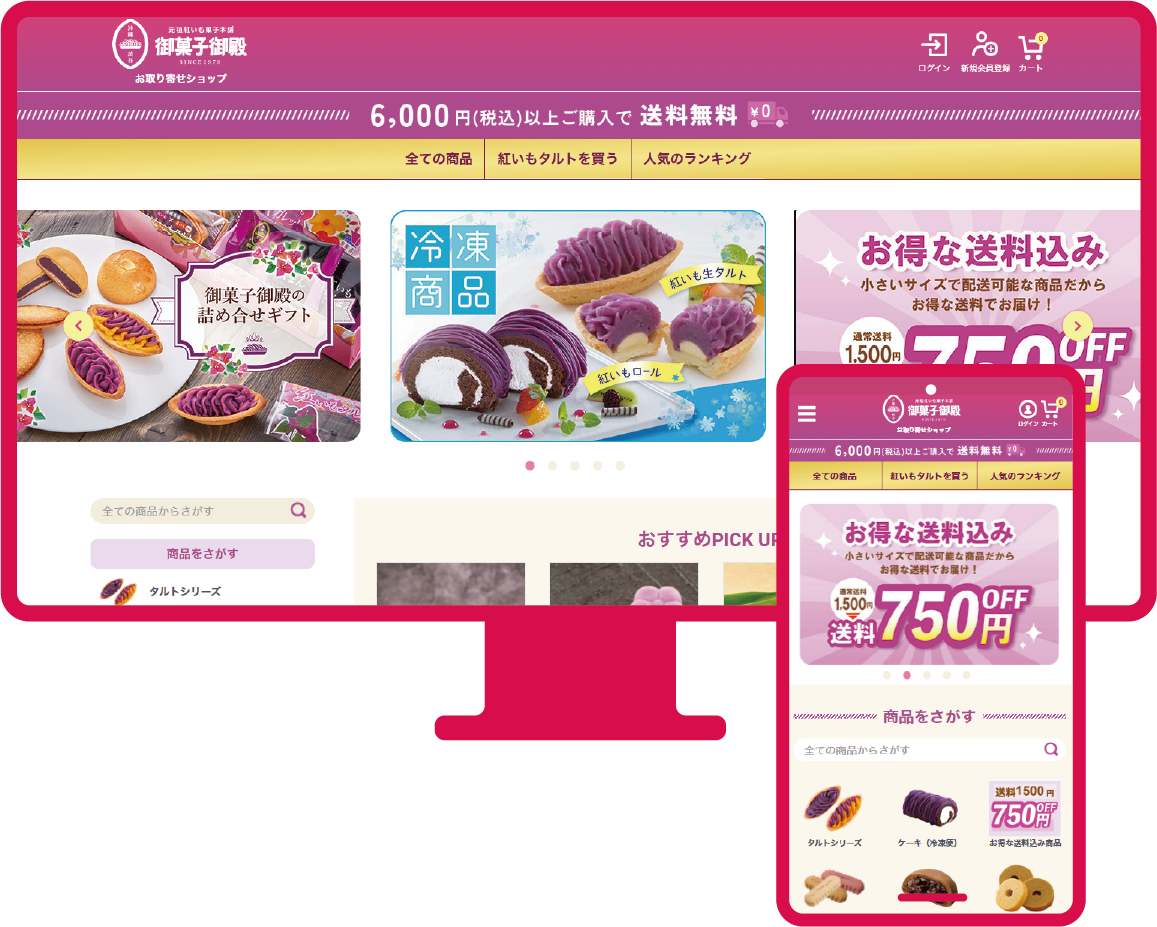 元祖紅いも菓子本舗
御菓子御殿
SINCE 1979
お取り寄せショップ
ログイン
新規会員登録
0
カート
6,000円(税込)以上ご購入で 送料無料 ¥0
全ての商品
紅いもタルトを買う
人気のランキング
御菓子御殿の
詰め合せギフト
冷凍
商品
紅いも生タルト
紅いもロール
お得な送料込み
小さいサイズで配送可能な商品だから
お得な送料でお届け！
通常送料
1,500円
750OFF
円
全ての商品からさがす
商品をさがす
タルトシリーズ
おすすめPICK UP
元祖紅いも菓子本舗
御菓子御殿
お取り寄せショップ
ログイン
0
カート
6,000円(税込)以上ご購入で 送料無料 ¥0
全ての商品
紅いもタルトを買う
人気のランキング
お得な送料込み
小さいサイズで配送可能な商品だから
お得な送料でお届け！
通常送料
1,500円
送料750円OFF
商品をさがす
全ての商品からさがす
タルトシリーズ
ケーキ（冷凍便）
送料1500円
750円OFF
お得な送料込み商品